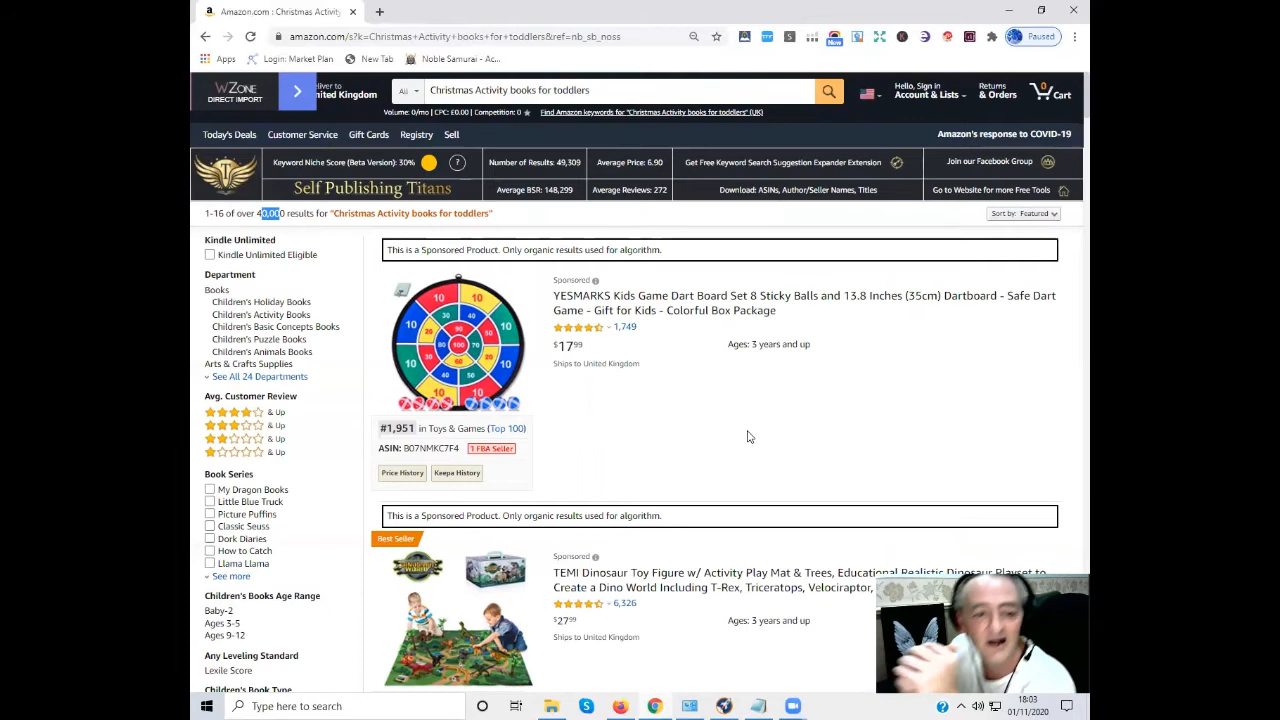 Amazon.com : Christmas Activity
amazon.com/s?k=Christmas+Activity+books+for+toddlers&ref=nb_sb_noss
New
Paused
Apps
Login: Market Plan
New Tab
Noble Samurai - Ac...
WZONE
DIRECT IMPORT
eliver to
nited Kingdom
All
Christmas Activity books for toddlers
Hello, Sign in
Account & Lists
Returns
& Orders
0
Cart
Volume: 0/mo | CPC: £0.00 | Competition: 0
Find Amazon keywords for "Christmas Activity books for toddlers" (UK)
Today's Deals
Customer Service
Gift Cards
Registry
Sell
Amazon's response to COVID-19
Keyword Niche Score (Beta Version): 30%
?
Number of Results: 49,309
Average Price: 6.90
Get Free Keyword Search Suggestion Expander Extension
Join our Facebook Group
Self Publishing Titans
Average BSR: 148,299
Average Reviews: 272
Download: ASINs, Author/Seller Names, Titles
Go to Website for more Free Tools
1-16 of over 40,000 results for "Christmas Activity books for toddlers"
Sort by: Featured
Kindle Unlimited
Kindle Unlimited Eligible
Department
Books
Children's Holiday Books
Children's Activity Books
Children's Basic Concepts Books
Children's Puzzle Books
Children's Animals Books
Arts & Crafts Supplies
See All 24 Departments
Avg. Customer Review
& Up
& Up
& Up
& Up
Book Series
My Dragon Books
Little Blue Truck
Picture Puffins
Classic Seuss
Dork Diaries
How to Catch
Llama Llama
See more
Children's Books Age Range
Baby-2
Ages 3-5
Ages 9-12
Any Leveling Standard
Lexile Score
Children's Book Type
This is a Sponsored Product. Only organic results used for algorithm.
Sponsored
YESMARKS Kids Game Dart Board Set 8 Sticky Balls and 13.8 Inches (35cm) Dartboard - Safe Dart
Game - Gift for Kids - Colorful Box Package
1,749
$17 99
Ages: 3 years and up
Ships to United Kingdom
#1,951 in Toys & Games (Top 100)
ASIN: B07NMKC7F4
1 FBA Seller
Price History
Keepa History
This is a Sponsored Product. Only organic results used for algorithm.
Best Seller
Sponsored
TEMI Dinosaur Toy Figure w/ Activity Play Mat & Trees, Educational Realistic Dinosaur Playset to
Create a Dino World Including T-Rex, Triceratops, Velociraptor,
6,326
$27 99
Ages: 3 years and up
Ships to United Kingdom
Type here to search
18:03
01/11/2020